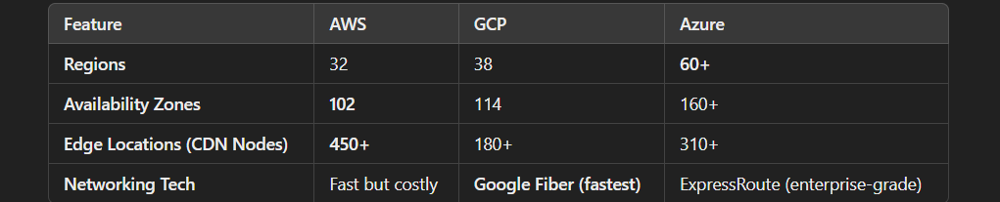 Feature AWS GCP Azure
Regions 32 38 60+
Availability Zones 102 114 160+
Edge Locations (CDN Nodes) 450+ 180+ 310+
Networking Tech Fast but costly Google Fiber (fastest) ExpressRoute (enterprise-grade)